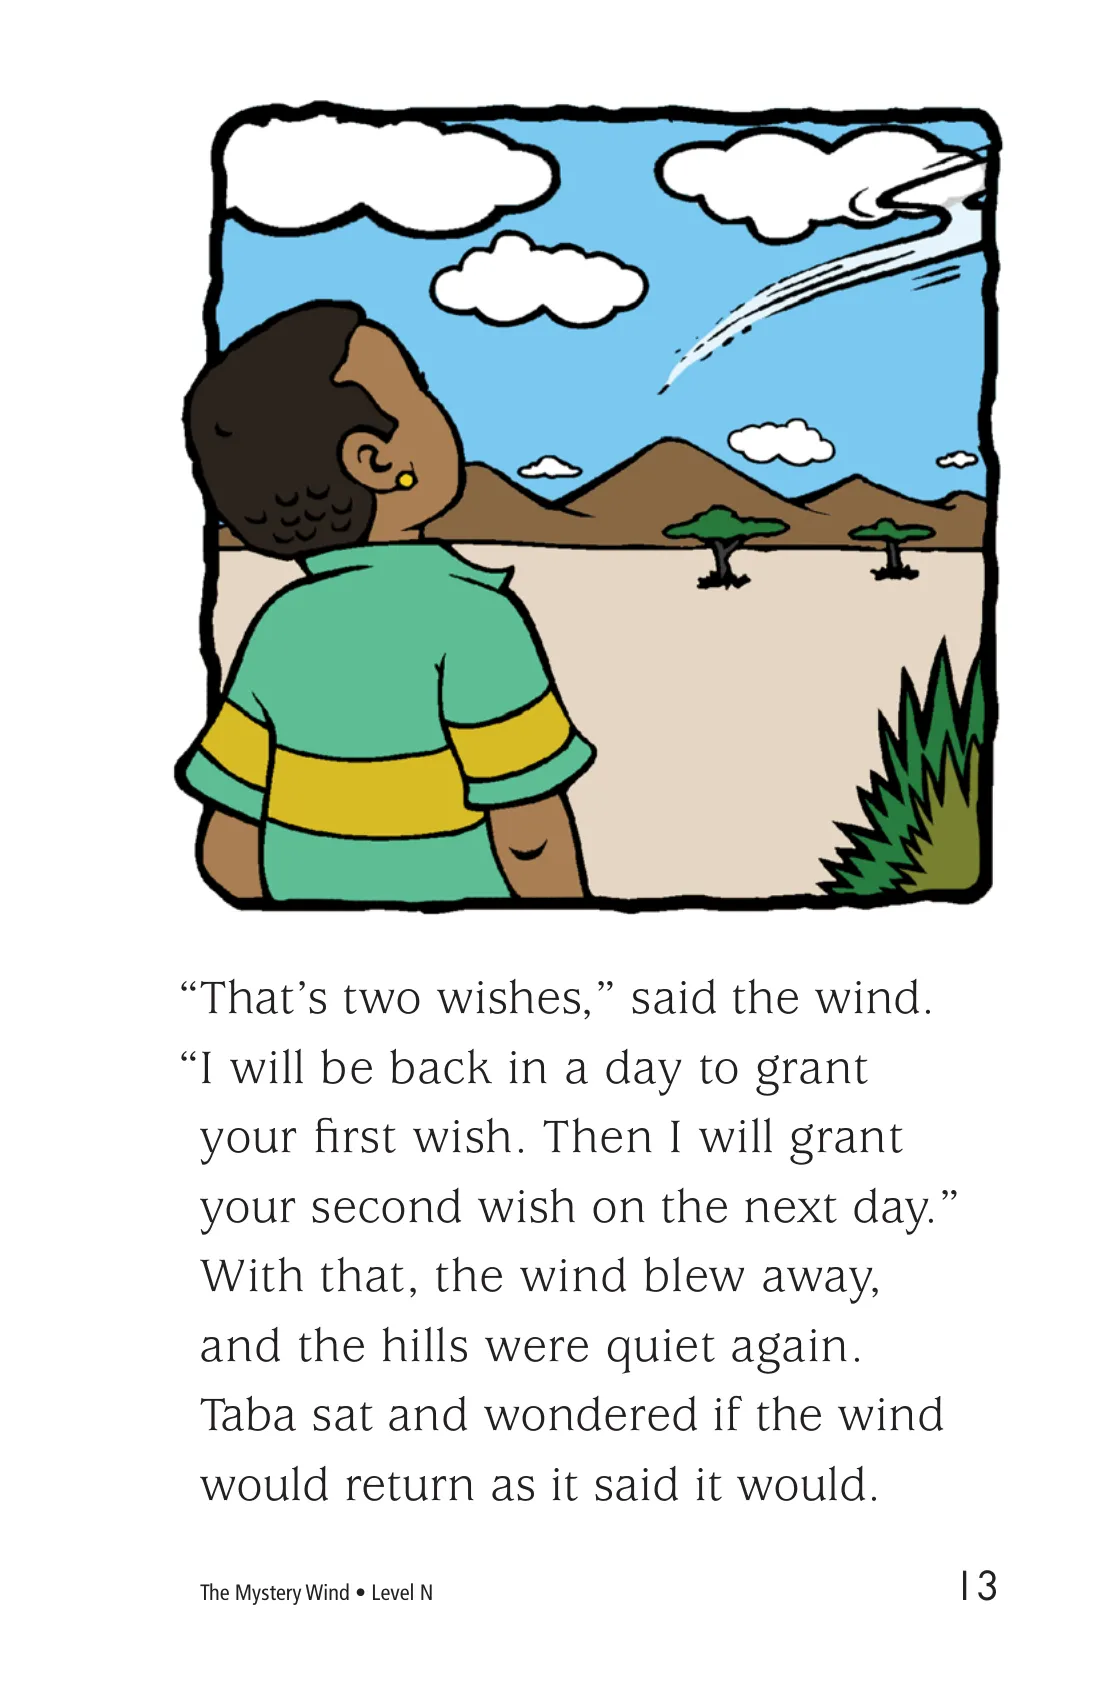 “That’s two wishes,” said the wind.
“I will be back in a day to grant
your first wish. Then I will grant
your second wish on the next day.”
With that, the wind blew away,
and the hills were quiet again.
Taba sat and wondered if the wind
would return as it said it would.
The Mystery Wind • Level N
13